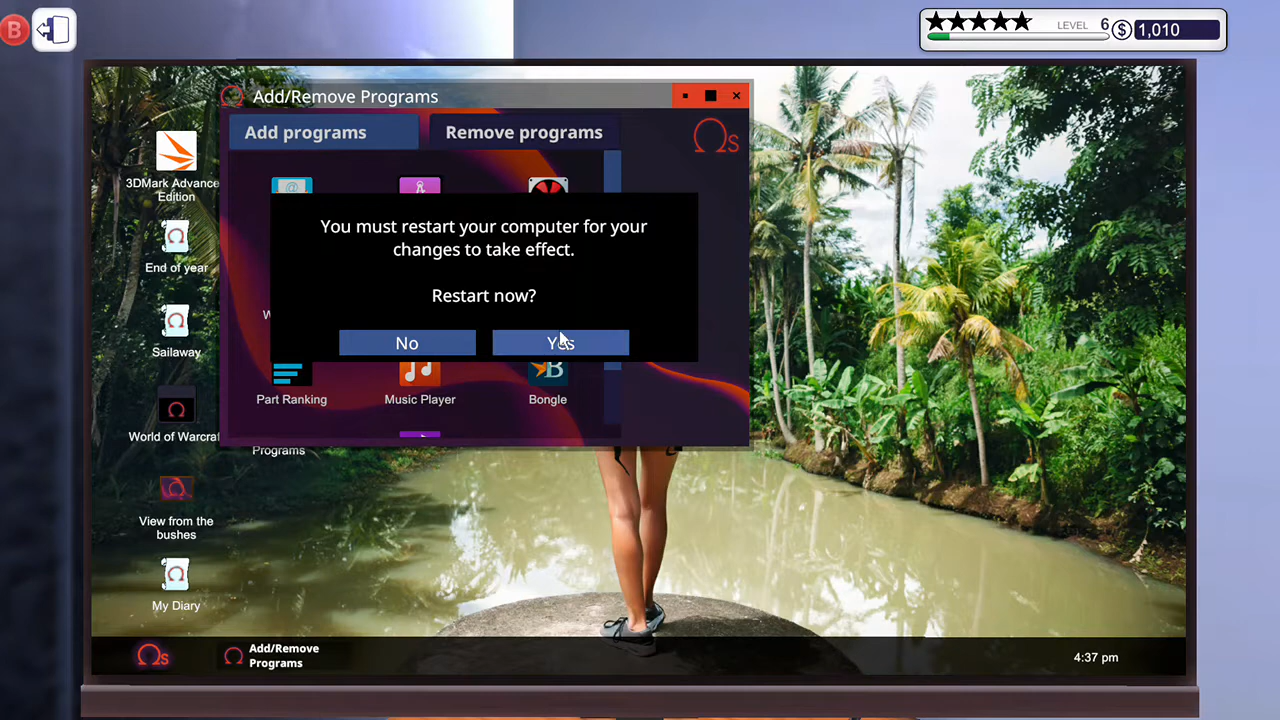 B
LEVEL 6 $ 1,010
Add/Remove Programs
Add programs
Remove programs
Ωs
You must restart your computer for your
changes to take effect.
Restart now?
No
Yes
Part Ranking
Music Player
Bongle
Programs
3DMark Advance
Edition
End of year
Sailaway
World of Warcraf
View from the
bushes
My Diary
Ωs
Add/Remove
Programs
4:37 pm